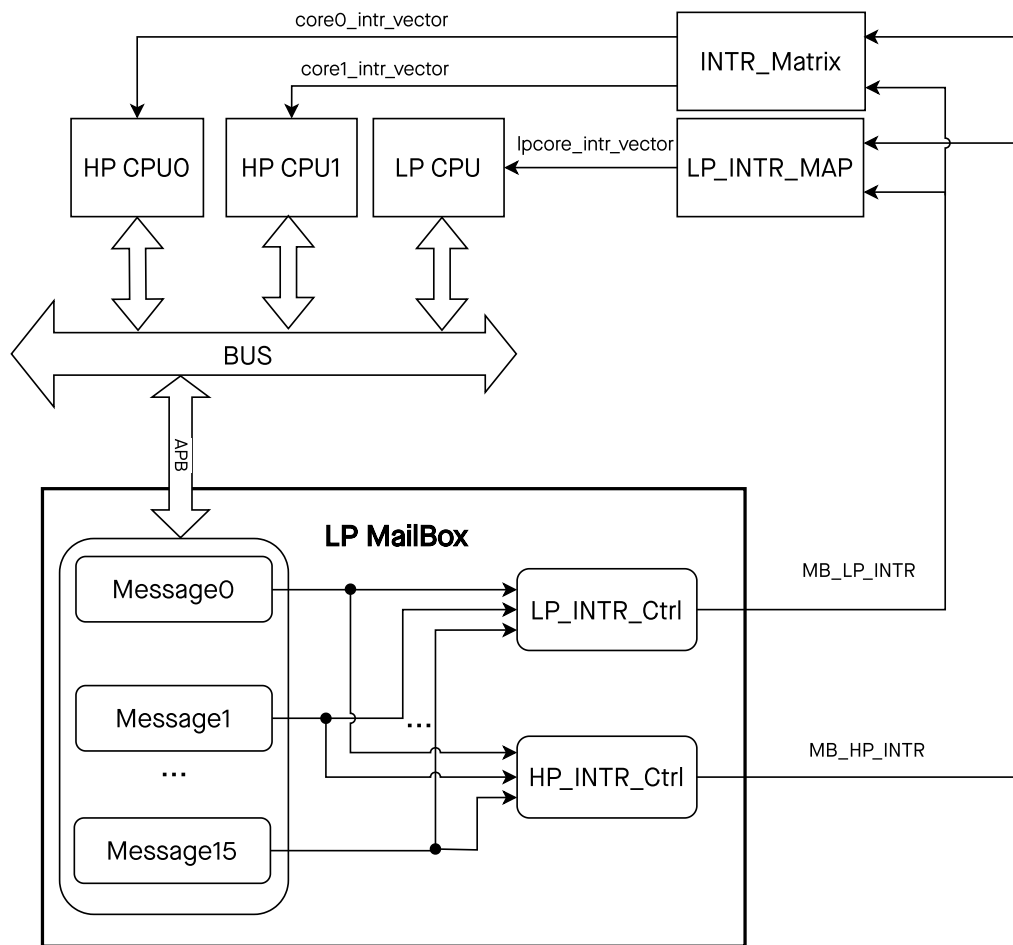 core0_intr_vector
INTR_Matrix
core1_intr_vector
HP CPU0
HP CPU1
LP CPU
lpcore_intr_vector
LP_INTR_MAP
BUS
APB
LP MailBox
Message0
LP_INTR_Ctrl
MB_LP_INTR
Message1
...
...
HP_INTR_Ctrl
MB_HP_INTR
Message15